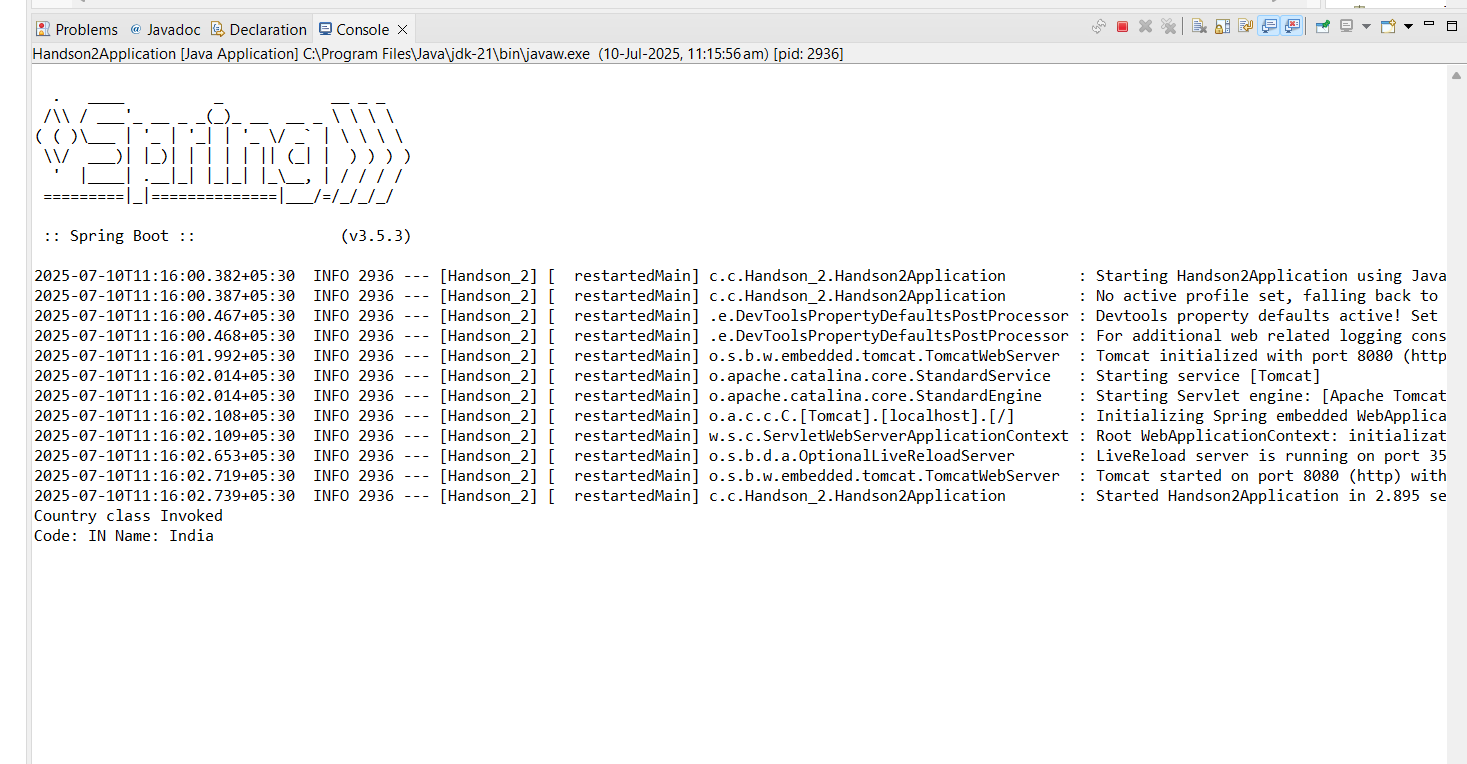 Problems Javadoc Declaration Console
Handson2Application [Java Application] C:\Program Files\Java\jdk-21\bin\javaw.exe (10-Jul-2025, 11:15:56 am) [pid: 2936]
  .   ____          _            __ _ _
 /\\ / ___'_ __ _ _(_)_ __  __ _ \ \ \ \
( ( )\___ | '_ | '_| | '_ \/ _` | \ \ \ \
 \\/  ___)| |_)| | | | | || (_| |  ) ) ) )
  '  |____| .__|_| |_|_| |_\__, | / / / /
 =========|_|==============|___/=/_/_/_/
 :: Spring Boot ::                (v3.5.3)
2025-07-10T11:16:00.382+05:30  INFO 2936 --- [Handson_2] [  restartedMain] c.c.Handson_2.Handson2Application        : Starting Handson2Application using Java
2025-07-10T11:16:00.387+05:30  INFO 2936 --- [Handson_2] [  restartedMain] c.c.Handson_2.Handson2Application        : No active profile set, falling back to
2025-07-10T11:16:00.467+05:30  INFO 2936 --- [Handson_2] [  restartedMain] .e.DevToolsPropertyDefaultsPostProcessor : Devtools property defaults active! Set
2025-07-10T11:16:00.468+05:30  INFO 2936 --- [Handson_2] [  restartedMain] .e.DevToolsPropertyDefaultsPostProcessor : For additional web related logging cons
2025-07-10T11:16:01.992+05:30  INFO 2936 --- [Handson_2] [  restartedMain] o.s.b.w.embedded.tomcat.TomcatWebServer  : Tomcat initialized with port 8080 (http
2025-07-10T11:16:02.014+05:30  INFO 2936 --- [Handson_2] [  restartedMain] o.apache.catalina.core.StandardService   : Starting service [Tomcat]
2025-07-10T11:16:02.014+05:30  INFO 2936 --- [Handson_2] [  restartedMain] o.apache.catalina.core.StandardEngine    : Starting Servlet engine: [Apache Tomcat
2025-07-10T11:16:02.108+05:30  INFO 2936 --- [Handson_2] [  restartedMain] o.a.c.c.C.[Tomcat].[localhost].[/]       : Initializing Spring embedded WebApplica
2025-07-10T11:16:02.109+05:30  INFO 2936 --- [Handson_2] [  restartedMain] w.s.c.ServletWebServerApplicationContext : Root WebApplicationContext: initializat
2025-07-10T11:16:02.653+05:30  INFO 2936 --- [Handson_2] [  restartedMain] o.s.b.d.a.OptionalLiveReloadServer       : LiveReload server is running on port 35
2025-07-10T11:16:02.719+05:30  INFO 2936 --- [Handson_2] [  restartedMain] o.s.b.w.embedded.tomcat.TomcatWebServer  : Tomcat started on port 8080 (http) with
2025-07-10T11:16:02.739+05:30  INFO 2936 --- [Handson_2] [  restartedMain] c.c.Handson_2.Handson2Application        : Started Handson2Application in 2.895 se
Country class Invoked
Code: IN Name: India